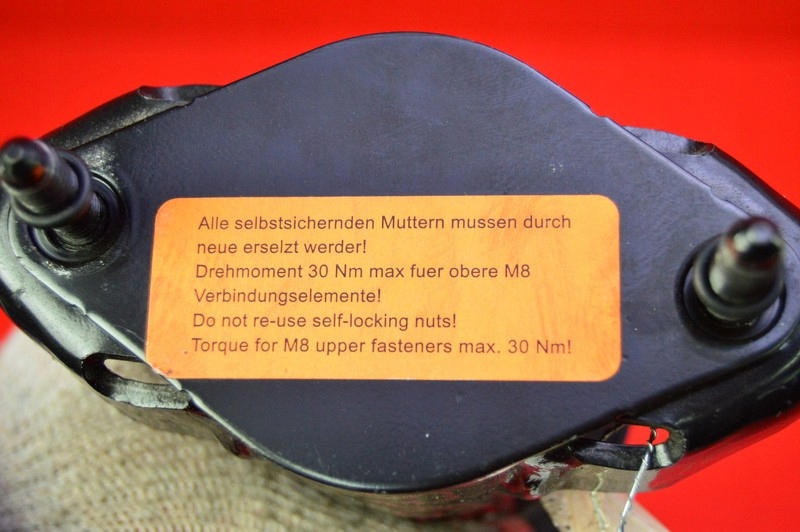 Alle selbstsichernden Muttern mussen durch
neue erselzt werder!
Drehmoment 30 Nm max fuer obere M8
Verbindungselemente!
Do not re-use self-locking nuts!
Torque for M8 upper fasteners max. 30 Nm!